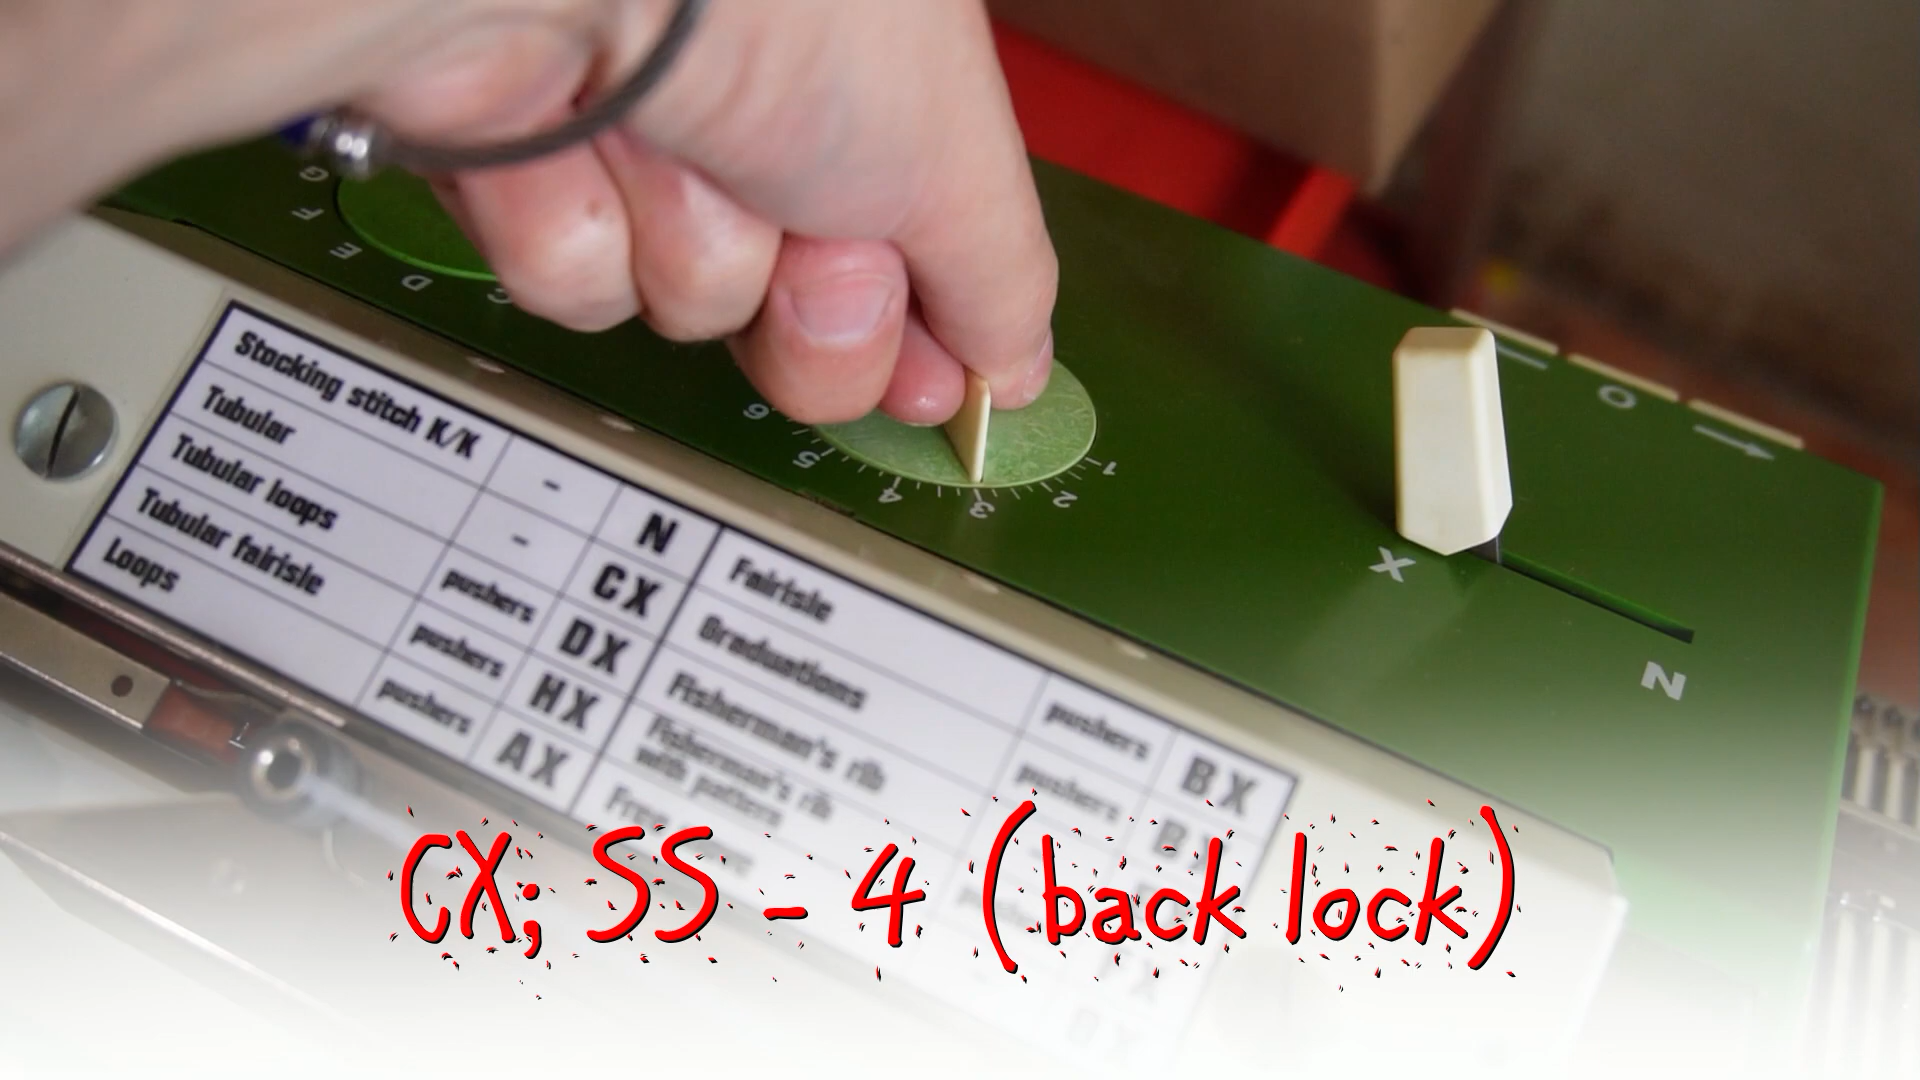 G
F
E
D
C
6
5
4
3
2
1
O
X
N
Stocking stitch K/K - N
Tubular - CX
Tubular loops pushers DX
Tubular fairisle pushers HX
Loops pushers AX
Fairisle pushers BX
Graduations pushers
Fisherman's rib
Fisherman's rib
with pattern
CX; SS - 4 (back lock)